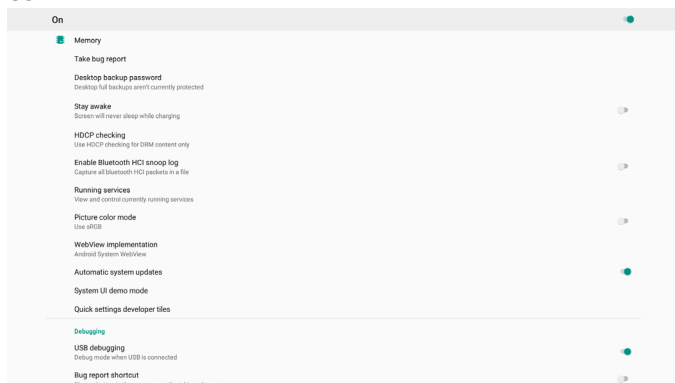 On
Memory
Take bug report
Desktop backup password
Desktop full backups aren't currently protected
Stay awake
Screen will never sleep while charging
HDCP checking
Use HDCP checking for DRM content only
Enable Bluetooth HCI snoop log
Capture all bluetooth HCI packets in a file
Running services
View and control currently running services
Picture color mode
Use sRGB
WebView implementation
Android System WebView
Automatic system updates
System UI demo mode
Quick settings developer tiles
Debugging
USB debugging
Debug mode when USB is connected
Bug report shortcut